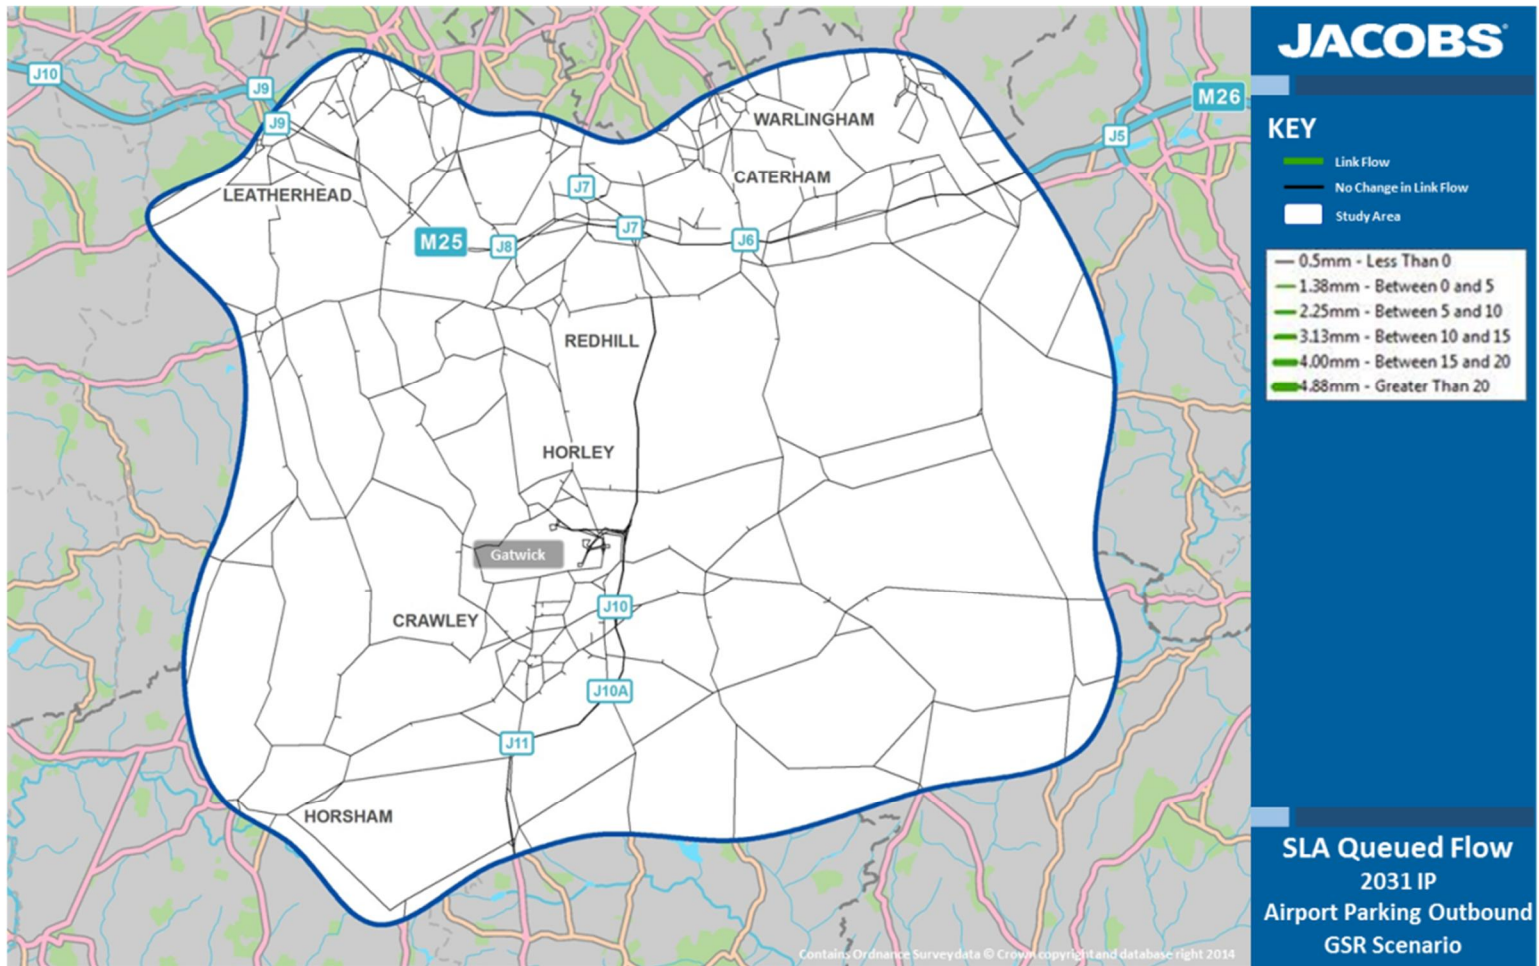 J10
J9
J9
LEATHERHEAD
WARLINGHAM
CATERHAM
J7
M25
J8
J7
J6
J5
M26
REDHILL
HORLEY
Gatwick
CRAWLEY
J10
J10A
J11
HORSHAM
Contains Ordnance Survey data © Crown copyright and database right 2014
JACOBS
KEY
Link Flow
No Change in Link Flow
Study Area
0.5mm - Less Than 0
1.38mm - Between 0 and 5
2.25mm - Between 5 and 10
3.13mm - Between 10 and 15
4.00mm - Between 15 and 20
4.88mm - Greater Than 20
SLA Queued Flow
2031 IP
Airport Parking Outbound
GSR Scenario